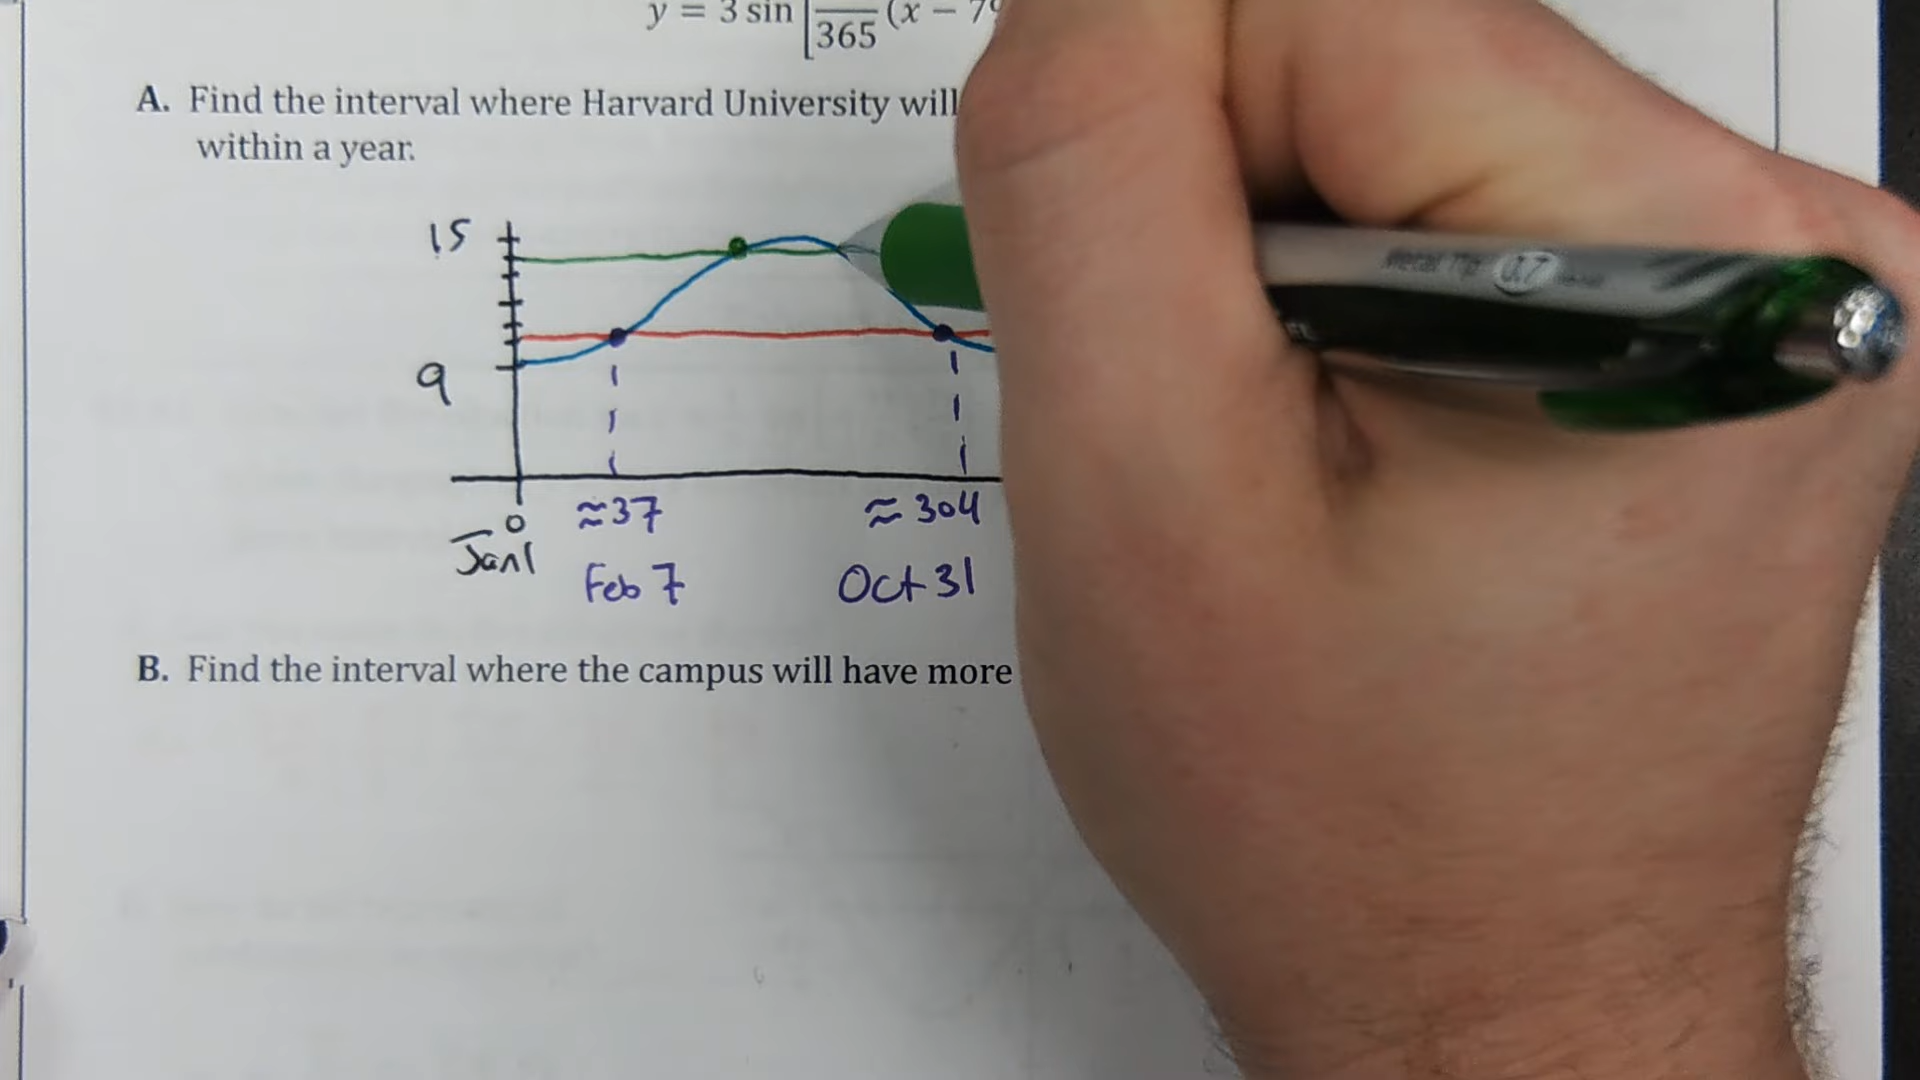 y = 3 sin [ 365 (x − 79
A. Find the interval where Harvard University will
within a year.
15
9
0 ≈37 ≈304
Jan 1 Feb 7 Oct 31
B. Find the interval where the campus will have more
0.7